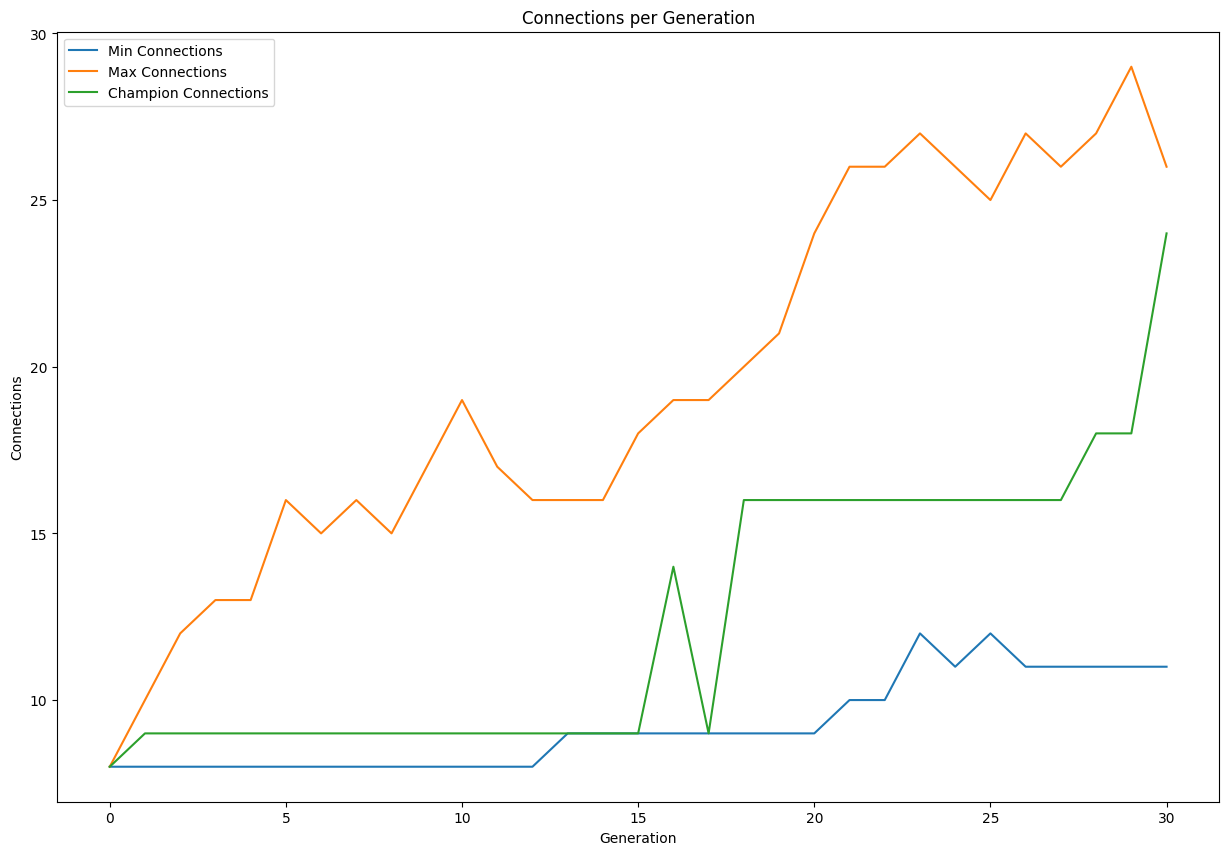 Connections per Generation
Min Connections
Max Connections
Champion Connections
Connections
30
25
20
15
10
0 5 10 15 20 25 30
Generation